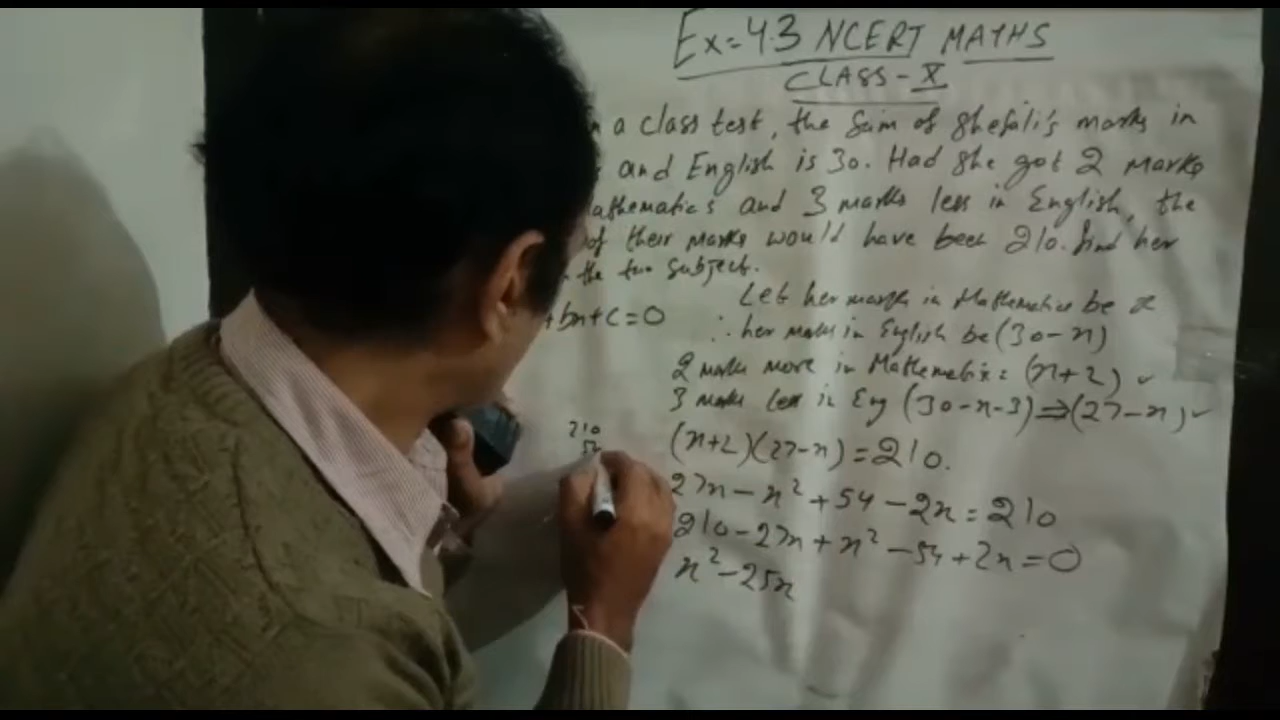 Ex=4.3 NCERT MATHS
CLASS-X
a class test, the Sum of Shefali's marks in
and English is 30. Had She got 2 Marks
athematics and 3 marks less in English, the
of their Marks would have been 210. find her
the two Subject.
Let her marks in Mathematics be x
+bx+c=0
∴ her marks in English be (30-x)
2 marks more in Mathematics = (x+2) ✓
3 marks less in Eng (30-x-3) ⇒ (27-x) ✓
210
(x+2)(27-x)=210.
27x-x²+54-2x=210
210-27x+x²-54+2x=0
x²-25x